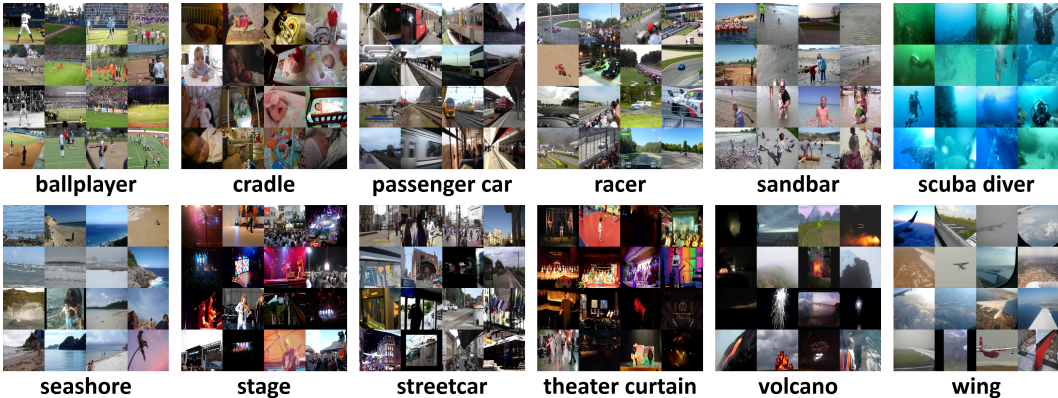 ballplayer
cradle
passenger car
racer
sandbar
scuba diver
seashore
stage
streetcar
theater curtain
volcano
wing